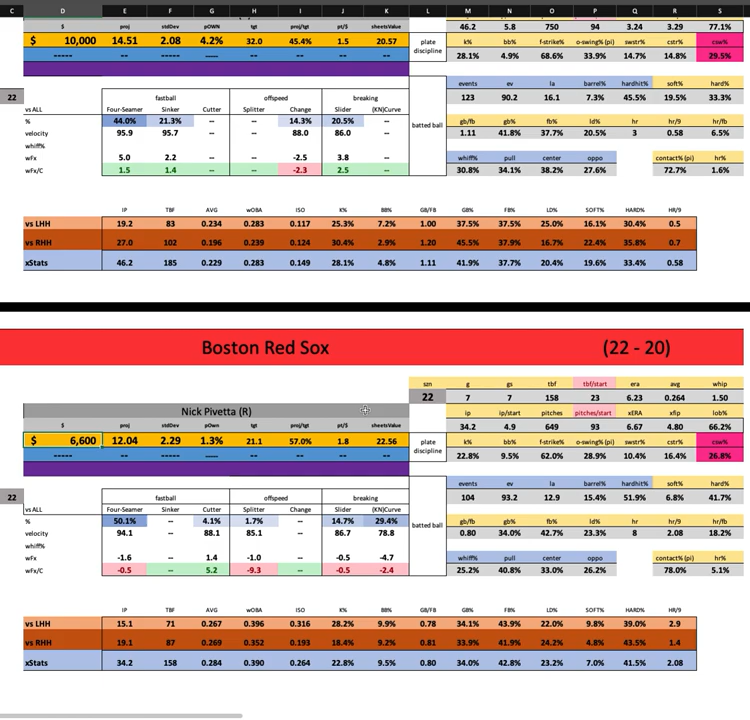 C D E F G H I J K L M N O P Q R S
$ proj stdDev pOWN tgt proj/tgt pt/$ sheetsValue 46.2 5.8 750 94 3.24 3.29 77.1%
$ 10,000 14.51 2.08 4.2% 32.0 45.4% 1.5 20.57 plate discipline k% bb% f-strike% o-swing% (pi) swstr% cstr% csw%
----- -- -- ---- -- -- -- -- 28.1% 4.9% 68.6% 33.9% 14.7% 14.8% 29.5%
events ev la barrel% hardhit% soft% hard%
22 fastball offspeed breaking 123 90.2 16.1 7.3% 45.5% 19.5% 33.3%
vs ALL Four-Seamer Sinker Cutter Splitter Change Slider (KN)Curve
% 44.0% 21.3% -- -- 14.3% 20.5% -- batted ball gb/fb gb% fb% ld% hr hr/9 hr/fb
velocity 95.9 95.7 -- -- 88.0 86.0 -- 1.11 41.8% 37.7% 20.5% 3 0.58 6.5%
whiff%
wFx 5.0 2.2 -- -- -2.5 3.8 -- whiff% pull center oppo contact% (pi) hr%
wFx/C 1.5 1.4 -- -- -2.3 2.5 -- 30.8% 34.1% 38.2% 27.6% 72.7% 1.6%
IP TBF AVG wOBA ISO K% BB% GB/FB GB% FB% LD% SOFT% HARD% HR/9
vs LHH 19.2 83 0.234 0.283 0.117 25.3% 7.2% 1.00 37.5% 37.5% 25.0% 16.1% 30.4% 0.5
vs RHH 27.0 102 0.196 0.239 0.124 30.4% 2.9% 1.20 45.5% 37.9% 16.7% 22.4% 35.8% 0.7
xStats 46.2 185 0.229 0.283 0.149 28.1% 4.8% 1.11 41.9% 37.7% 20.4% 19.6% 33.4% 0.58
Boston Red Sox (22 - 20)
szn g gs tbf tbf/start era avg whip
22 7 7 158 23 6.23 0.264 1.50
Nick Pivetta (R) ip ip/start pitches pitches/start xERA xfip lob%
$ proj stdDev pOwn tgt proj/tgt pt/$ sheetsValue 34.2 4.9 649 93 6.67 4.80 66.2%
$ 6,600 12.04 2.29 1.3% 21.1 57.0% 1.8 22.56 plate discipline k% bb% f-strike% o-swing% (pi) swstr% cstr% csw%
----- -- -- ---- -- -- -- -- 22.8% 9.5% 62.0% 28.9% 10.4% 16.4% 26.8%
events ev la barrel% hardhit% soft% hard%
22 fastball offspeed breaking 104 93.2 12.9 15.4% 51.9% 6.8% 41.7%
vs ALL Four-Seamer Sinker Cutter Splitter Change Slider (KN)Curve
% 50.1% -- 4.1% 1.7% -- 14.7% 29.4% batted ball gb/fb gb% fb% ld% hr hr/9 hr/fb
velocity 94.1 -- 88.1 85.1 -- 86.7 78.8 0.80 34.0% 42.7% 23.3% 8 2.08 18.2%
whiff%
wFx -1.6 -- 1.4 -1.0 -- -0.5 -4.7 whiff% pull center oppo contact% (pi) hr%
wFx/C -0.5 -- 5.2 -9.3 -- -0.5 -2.4 25.2% 40.8% 33.0% 26.2% 78.0% 5.1%
IP TBF AVG wOBA ISO K% BB% GB/FB GB% FB% LD% SOFT% HARD% HR/9
vs LHH 15.1 71 0.267 0.396 0.316 28.2% 9.9% 0.78 34.1% 43.9% 22.0% 9.8% 39.0% 2.9
vs RHH 19.1 87 0.269 0.352 0.193 18.4% 9.2% 0.81 33.9% 41.9% 24.2% 4.8% 43.5% 1.4
xStats 34.2 158 0.284 0.390 0.264 22.8% 9.5% 0.80 34.0% 42.8% 23.2% 7.0% 41.5% 2.08